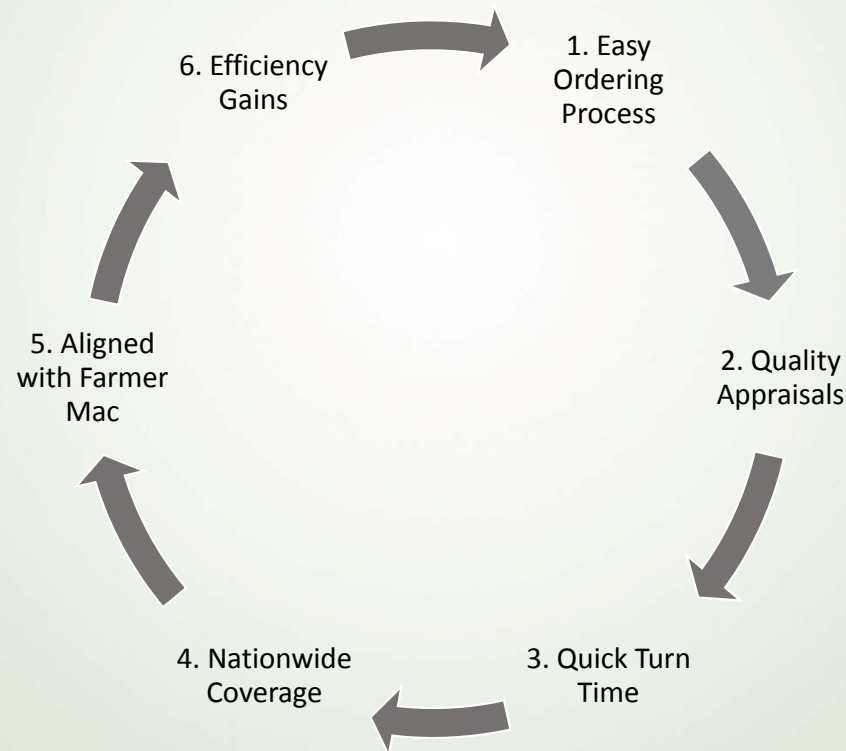 1. Easy
Ordering
Process
2. Quality
Appraisals
3. Quick Turn
Time
4. Nationwide
Coverage
5. Aligned
with Farmer
Mac
6. Efficiency
Gains